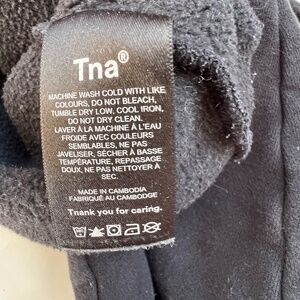 Tna®
MACHINE WASH COLD WITH LIKE
COLOURS, DO NOT BLEACH,
TUMBLE DRY LOW, COOL IRON,
DO NOT DRY CLEAN.
LAVER À LA MACHINE À L'EAU
FROIDE AVEC COULEURS
SEMBLABLES, NE PAS
JAVELISER, SÉCHER À BASSE
TEMPÉRATURE, REPASSAGE
DOUX, NE PAS NETTOYER À
SEC.
MADE IN CAMBODIA
FABRIQUÉ AU CAMBODGE
Thank you for caring.